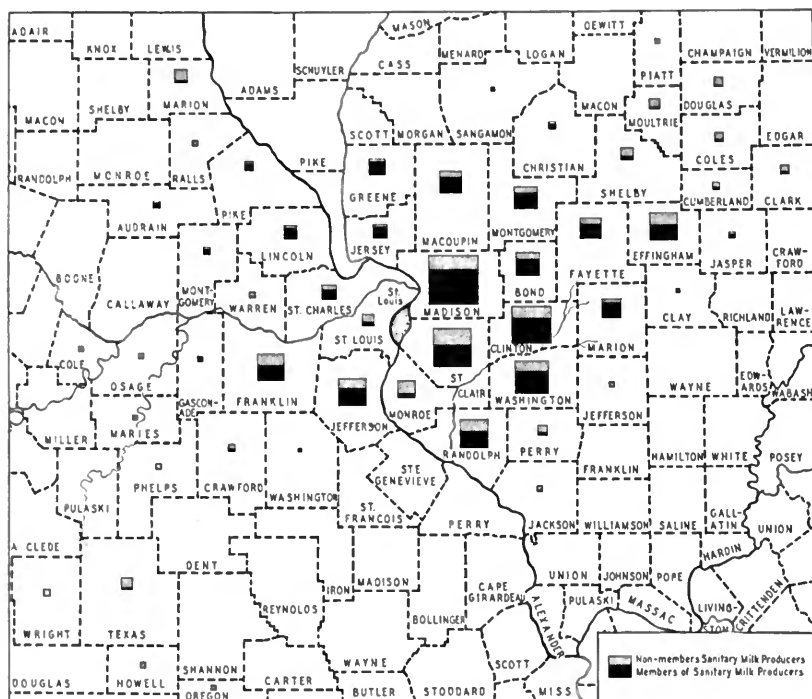 ADAIR
KNOX
LEWIS
MASON
DEWITT
MENARD
LOGAN
CHAMPAIGN
VERMILION
SCHUYLER
CASS
PIATT
ADAMS
MARION
MACON
SHELBY
MACON
DOUGLAS
MOULTRIE
SCOTT
MORGAN
SANGAMON
EDGAR
MONROE
RALLS
PIKE
CHRISTIAN
COLES
RANDOLPH
GREENE
SHELBY
CUMBERLAND
CLARK
AUDRAIN
PIKE
MACOUPIN
MONTGOMERY
EFFINGHAM
JASPER
CRAW-
FORD
LINCOLN
JERSEY
BOONE
CALLAWAY
MONT-
GOMERY
WARREN
ST. CHARLES
St.
Louis
MADISON
BOND
FAYETTE
CLAY
RICHLAND
LAW-
RENCE
ST LOUIS
CLINTON
MARION
COLE
OSAGE
GASCON-
ADE
FRANKLIN
ST
CLAIR
WASHINGTON
WAYNE
ED-
WARDS
WABASH
JEFFERSON
MONROE
JEFFERSON
MILLER
MARIES
RANDOLPH
PERRY
HAMILTON
WHITE
POSEY
PHELPS
CRAWFORD
WASHINGTON
STE
GENEVIEVE
FRANKLIN
PULASKI
ST.
FRANCOIS
PERRY
JACKSON
WILLIAMSON
SALINE
GALL-
ATIN
UNION
A CLEDE
DENT
IRON
MADISON
HARDIN
UNION
JOHNSON
POPE
CAPE
GIRARDEAU
REYNOLDS
BOLLINGER
ALEXANDER
PULASKI
MASSAC
LIVING-
STON
CRITTENDEN
WRIGHT
TEXAS
SHANNON
WAYNE
SCOTT
Non-members Sanitary Milk Producers
Members of Sanitary Milk Producers
DOUGLAS
HOWELL
OREGON
CARTER
BUTLER
STODDARD
MISS